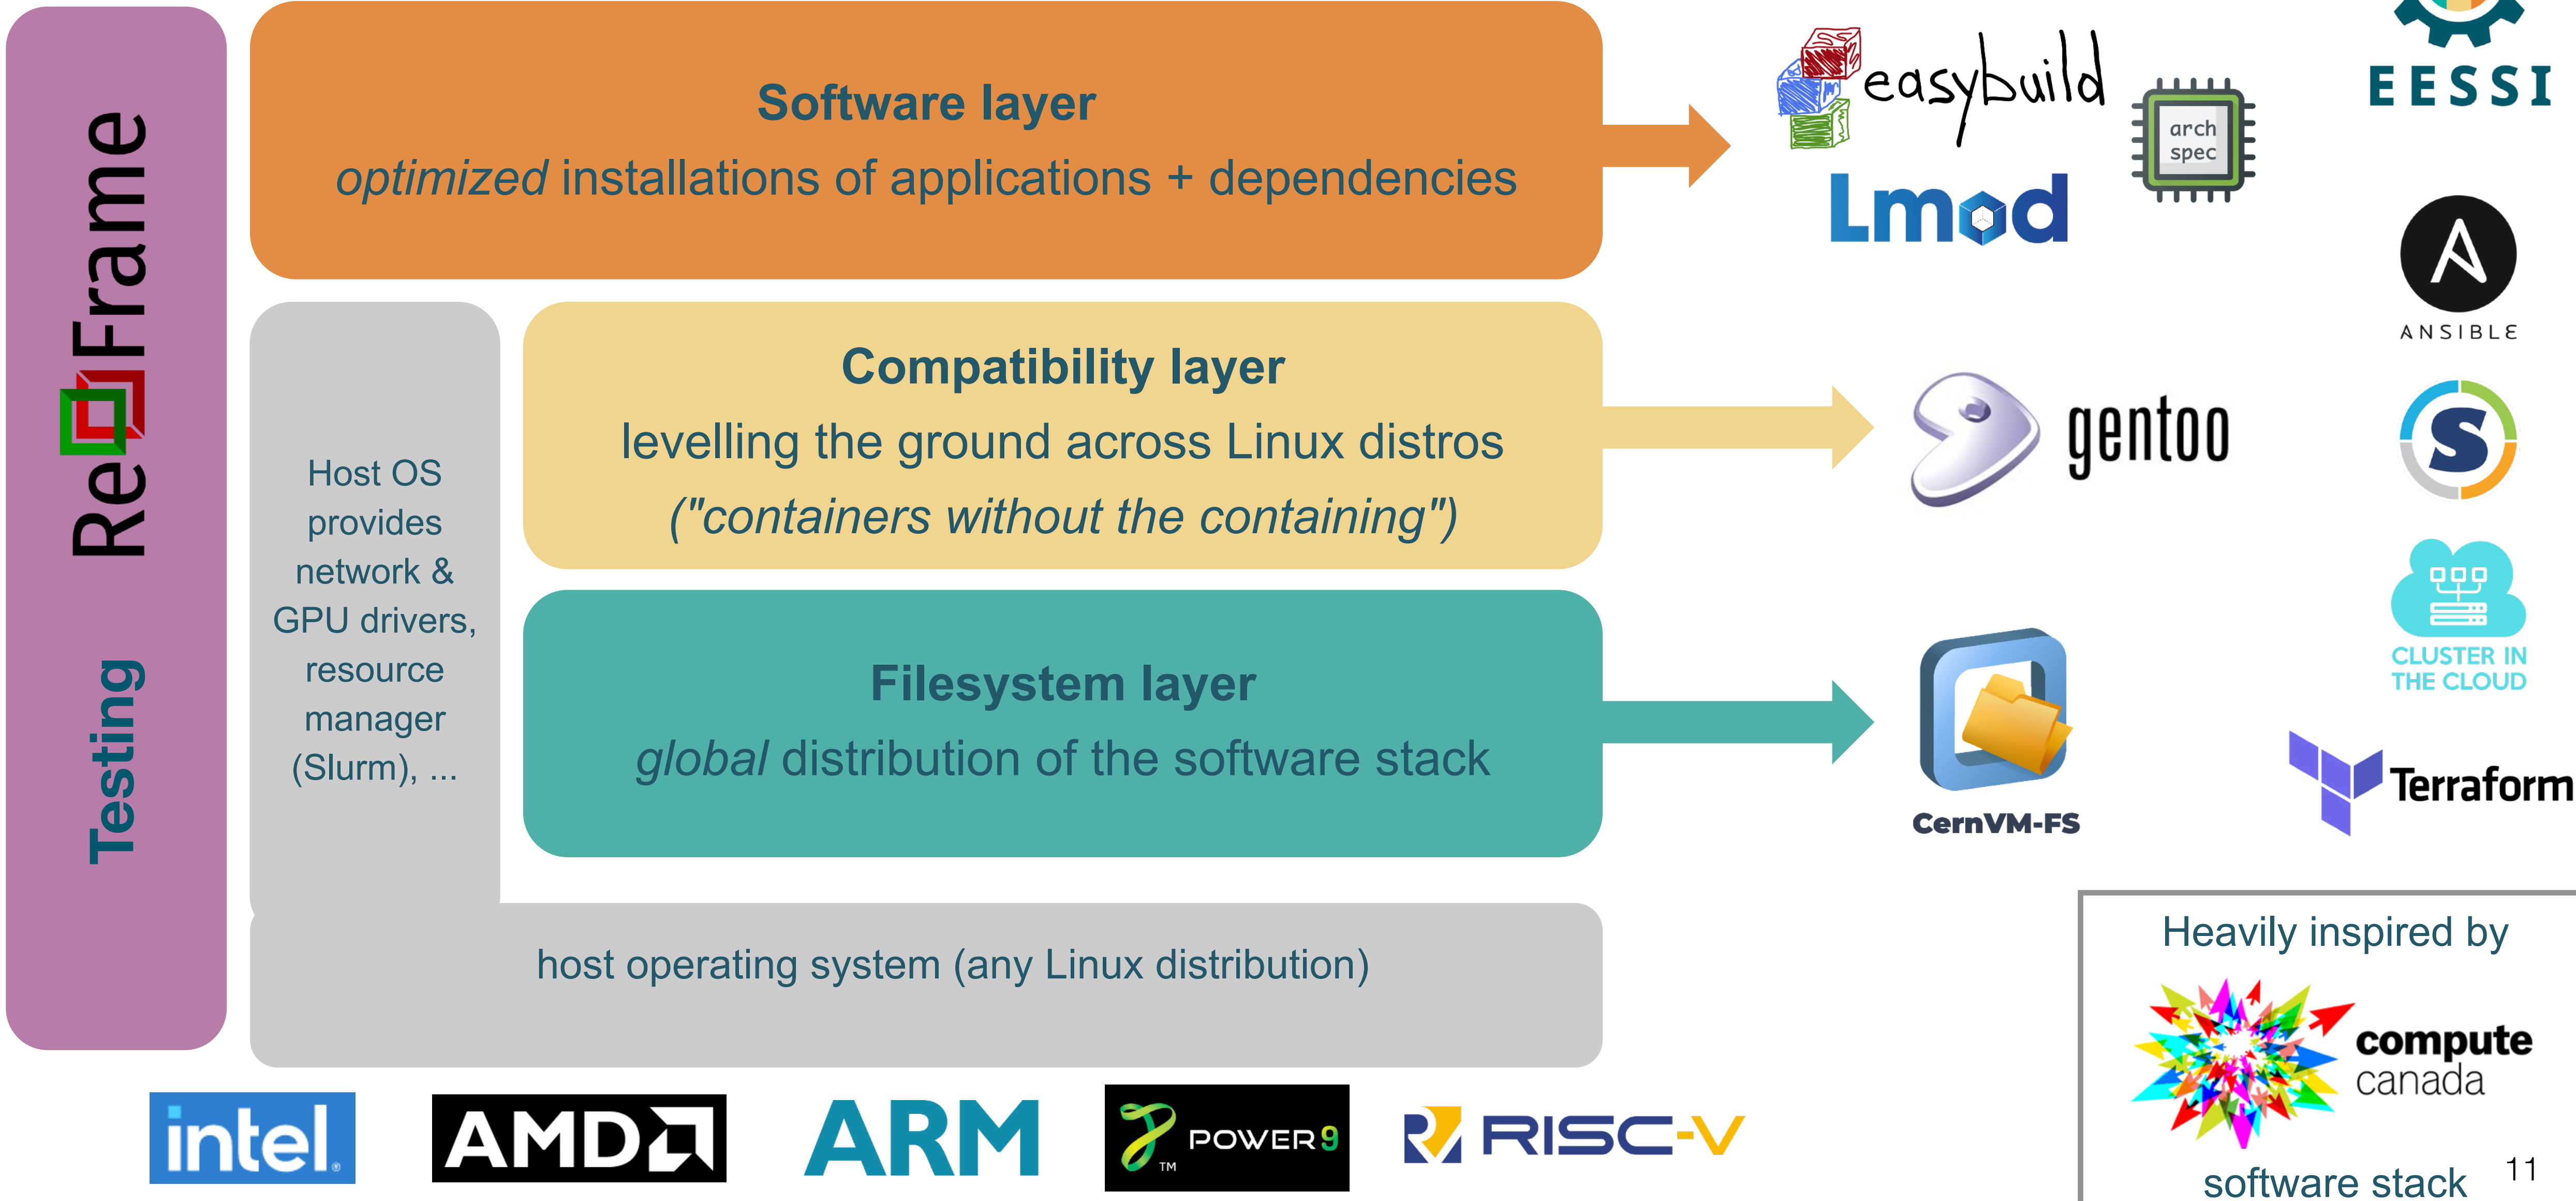 ReFrame
Testing
Software layer
optimized installations of applications + dependencies
Host OS
provides
network &
GPU drivers,
resource
manager
(Slurm), ...
Compatibility layer
levelling the ground across Linux distros
("containers without the containing")
Filesystem layer
global distribution of the software stack
host operating system (any Linux distribution)
easybuild
arch
spec
Lmod
gentoo
CernVM-FS
EESSI
ANSIBLE
S
CLUSTER IN
THE CLOUD
Terraform
Heavily inspired by
compute
canada
software stack
11
intel.
AMD
ARM
POWER9
TM
RISC-V